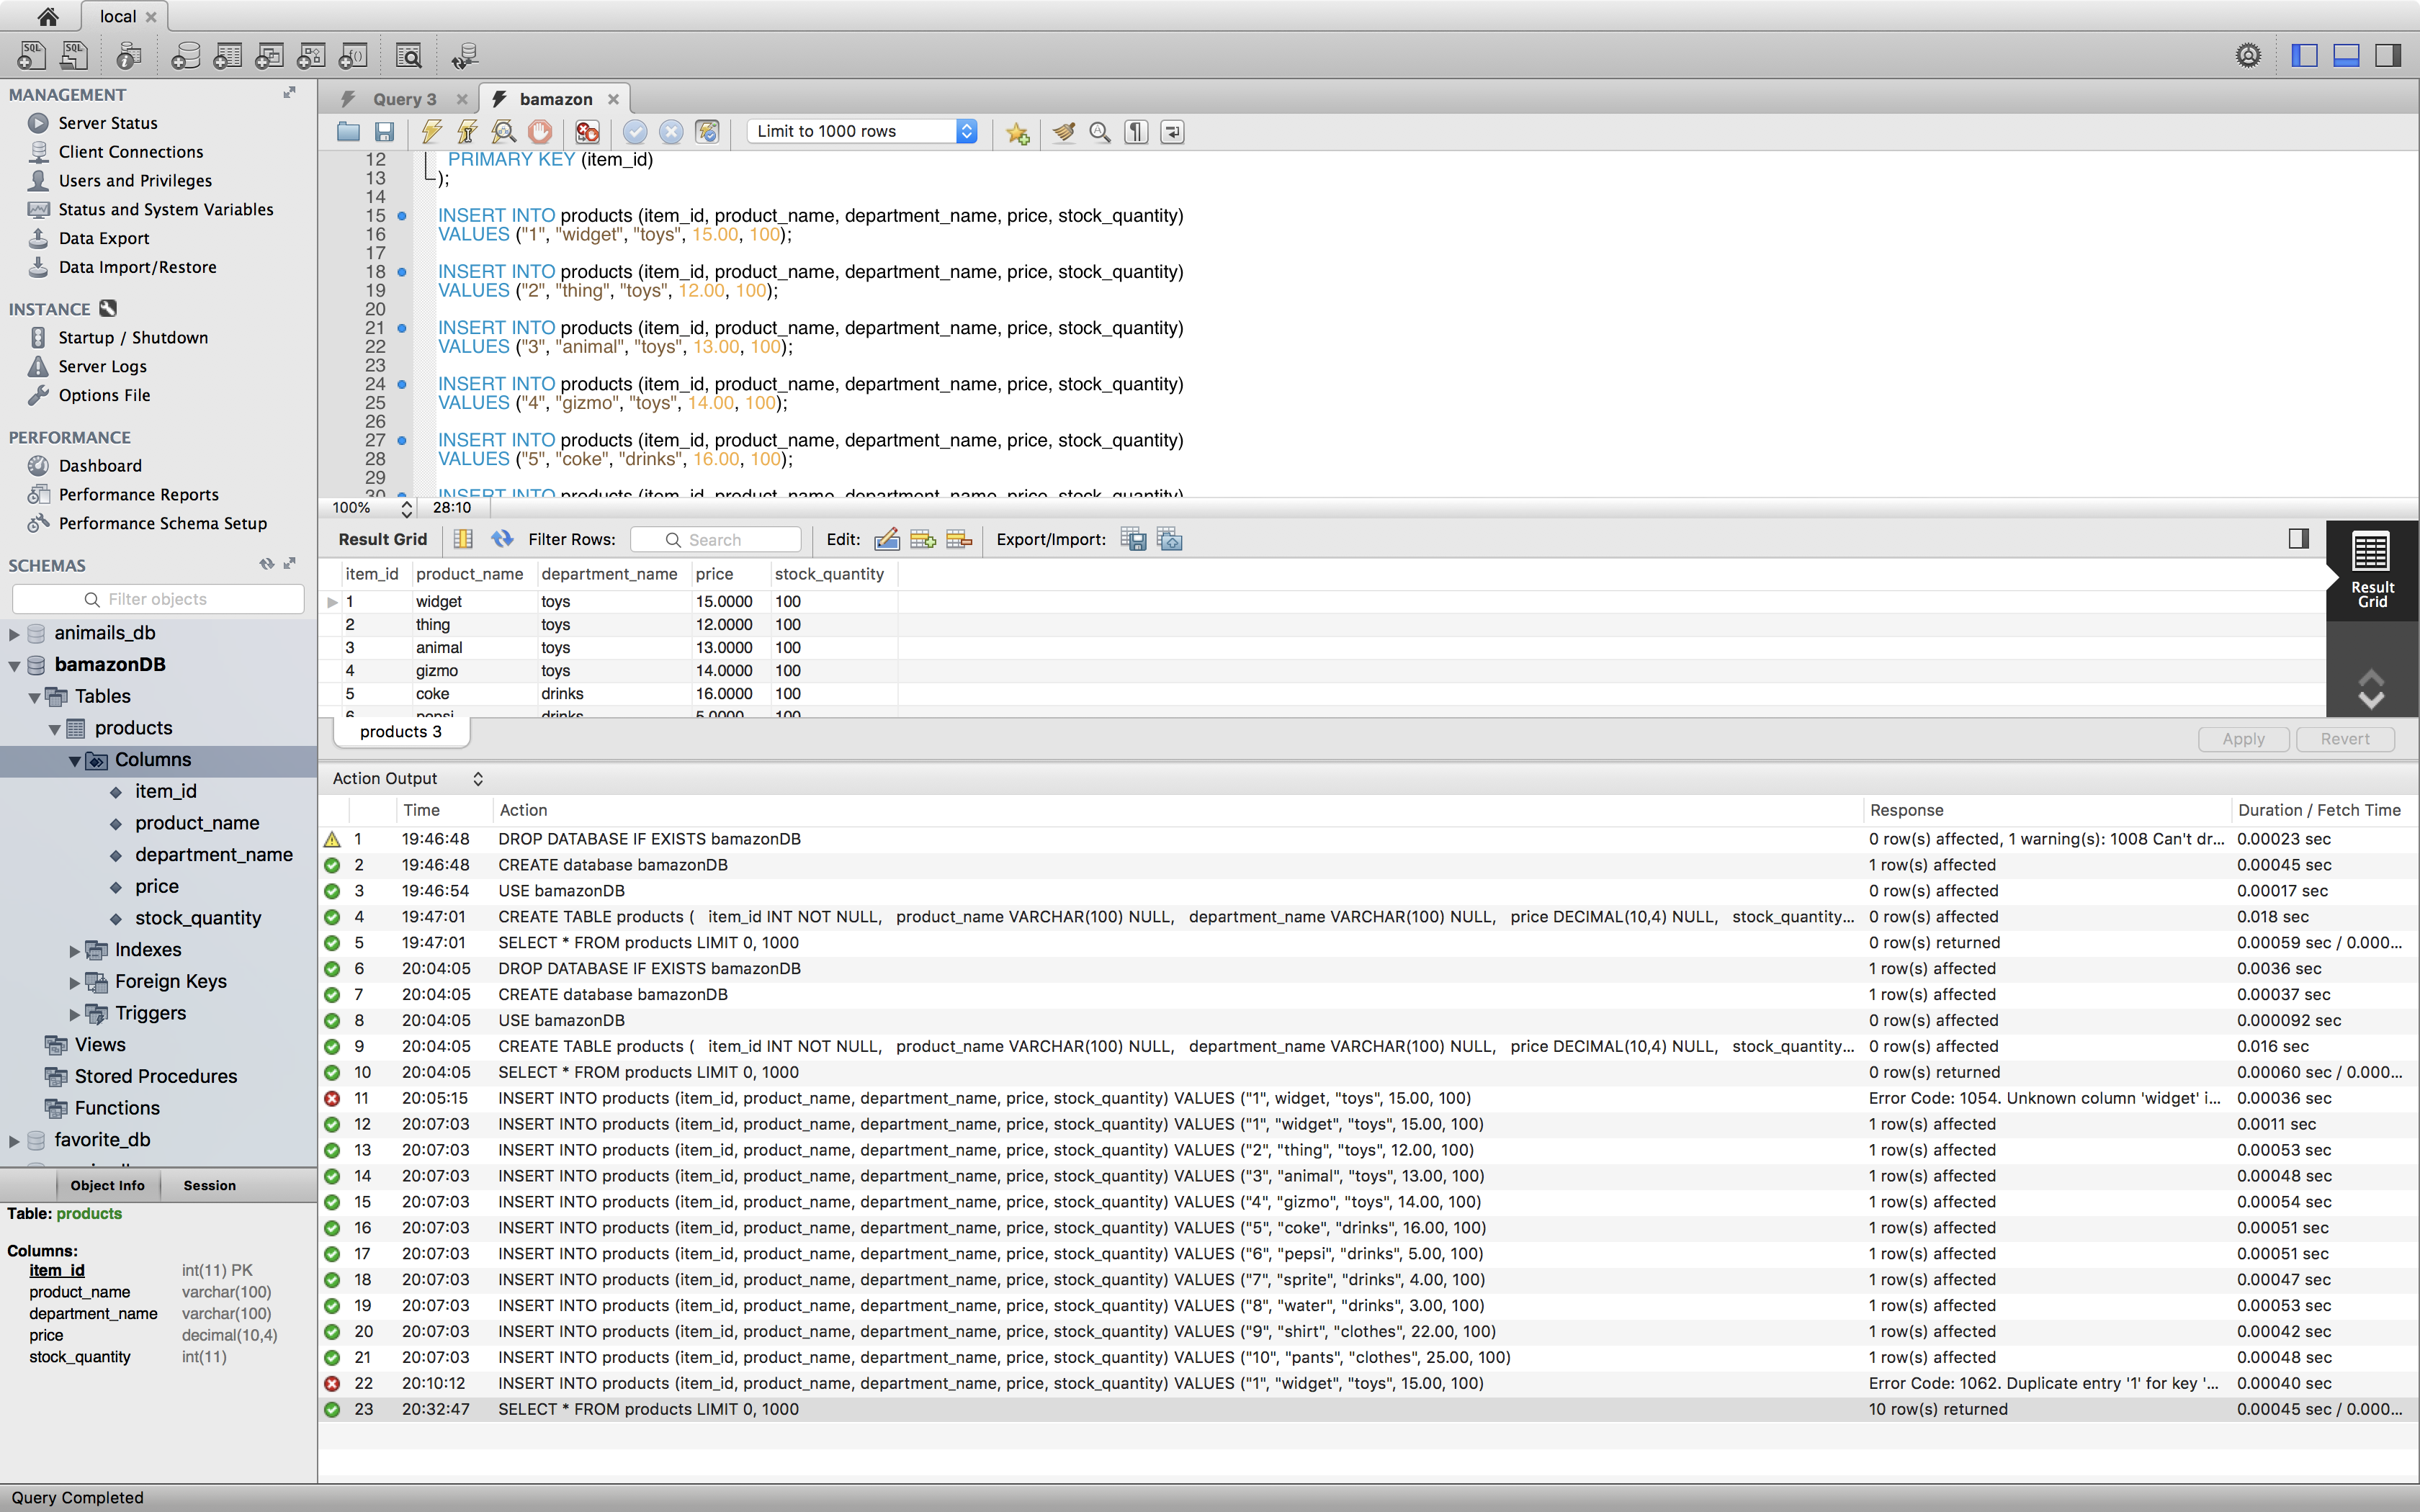 local
MANAGEMENT
Server Status
Client Connections
Users and Privileges
Status and System Variables
Data Export
Data Import/Restore
INSTANCE
Startup / Shutdown
Server Logs
Options File
PERFORMANCE
Dashboard
Performance Reports
Performance Schema Setup
SCHEMAS
Filter objects
animails_db
bamazonDB
Tables
products
Columns
item_id
product_name
department_name
price
stock_quantity
Indexes
Foreign Keys
Triggers
Views
Stored Procedures
Functions
favorite_db
Object Info Session
Table: products
Columns:
item_id int(11) PK
product_name varchar(100)
department_name varchar(100)
price decimal(10,4)
stock_quantity int(11)
Query 3 bamazon
Limit to 1000 rows
12 PRIMARY KEY (item_id)
13 );
14
15 INSERT INTO products (item_id, product_name, department_name, price, stock_quantity)
16 VALUES ("1", "widget", "toys", 15.00, 100);
17
18 INSERT INTO products (item_id, product_name, department_name, price, stock_quantity)
19 VALUES ("2", "thing", "toys", 12.00, 100);
20
21 INSERT INTO products (item_id, product_name, department_name, price, stock_quantity)
22 VALUES ("3", "animal", "toys", 13.00, 100);
23
24 INSERT INTO products (item_id, product_name, department_name, price, stock_quantity)
25 VALUES ("4", "gizmo", "toys", 14.00, 100);
26
27 INSERT INTO products (item_id, product_name, department_name, price, stock_quantity)
28 VALUES ("5", "coke", "drinks", 16.00, 100);
29
30 INSERT INTO products (item_id, product_name, department_name, price, stock_quantity)
100% 28:10
Result Grid Filter Rows: Search Edit: Export/Import:
Result
Grid
item_id product_name department_name price stock_quantity
1 widget toys 15.0000 100
2 thing toys 12.0000 100
3 animal toys 13.0000 100
4 gizmo toys 14.0000 100
5 coke drinks 16.0000 100
6 pepsi drinks 5.0000 100
products 3 Apply Revert
Action Output
Time Action Response Duration / Fetch Time
1 19:46:48 DROP DATABASE IF EXISTS bamazonDB 0 row(s) affected, 1 warning(s): 1008 Can't dr... 0.00023 sec
2 19:46:48 CREATE database bamazonDB 1 row(s) affected 0.00045 sec
3 19:46:54 USE bamazonDB 0 row(s) affected 0.00017 sec
4 19:47:01 CREATE TABLE products ( item_id INT NOT NULL, product_name VARCHAR(100) NULL, department_name VARCHAR(100) NULL, price DECIMAL(10,4) NULL, stock_quantity... 0 row(s) affected 0.018 sec
5 19:47:01 SELECT * FROM products LIMIT 0, 1000 0 row(s) returned 0.00059 sec / 0.000...
6 20:04:05 DROP DATABASE IF EXISTS bamazonDB 1 row(s) affected 0.0036 sec
7 20:04:05 CREATE database bamazonDB 1 row(s) affected 0.00037 sec
8 20:04:05 USE bamazonDB 0 row(s) affected 0.000092 sec
9 20:04:05 CREATE TABLE products ( item_id INT NOT NULL, product_name VARCHAR(100) NULL, department_name VARCHAR(100) NULL, price DECIMAL(10,4) NULL, stock_quantity... 0 row(s) affected 0.016 sec
10 20:04:05 SELECT * FROM products LIMIT 0, 1000 0 row(s) returned 0.00060 sec / 0.000...
11 20:05:15 INSERT INTO products (item_id, product_name, department_name, price, stock_quantity) VALUES ("1", widget, "toys", 15.00, 100) Error Code: 1054. Unknown column 'widget' i... 0.00036 sec
12 20:07:03 INSERT INTO products (item_id, product_name, department_name, price, stock_quantity) VALUES ("1", "widget", "toys", 15.00, 100) 1 row(s) affected 0.0011 sec
13 20:07:03 INSERT INTO products (item_id, product_name, department_name, price, stock_quantity) VALUES ("2", "thing", "toys", 12.00, 100) 1 row(s) affected 0.00053 sec
14 20:07:03 INSERT INTO products (item_id, product_name, department_name, price, stock_quantity) VALUES ("3", "animal", "toys", 13.00, 100) 1 row(s) affected 0.00048 sec
15 20:07:03 INSERT INTO products (item_id, product_name, department_name, price, stock_quantity) VALUES ("4", "gizmo", "toys", 14.00, 100) 1 row(s) affected 0.00054 sec
16 20:07:03 INSERT INTO products (item_id, product_name, department_name, price, stock_quantity) VALUES ("5", "coke", "drinks", 16.00, 100) 1 row(s) affected 0.00051 sec
17 20:07:03 INSERT INTO products (item_id, product_name, department_name, price, stock_quantity) VALUES ("6", "pepsi", "drinks", 5.00, 100) 1 row(s) affected 0.00051 sec
18 20:07:03 INSERT INTO products (item_id, product_name, department_name, price, stock_quantity) VALUES ("7", "sprite", "drinks", 4.00, 100) 1 row(s) affected 0.00047 sec
19 20:07:03 INSERT INTO products (item_id, product_name, department_name, price, stock_quantity) VALUES ("8", "water", "drinks", 3.00, 100) 1 row(s) affected 0.00053 sec
20 20:07:03 INSERT INTO products (item_id, product_name, department_name, price, stock_quantity) VALUES ("9", "shirt", "clothes", 22.00, 100) 1 row(s) affected 0.00042 sec
21 20:07:03 INSERT INTO products (item_id, product_name, department_name, price, stock_quantity) VALUES ("10", "pants", "clothes", 25.00, 100) 1 row(s) affected 0.00048 sec
22 20:10:12 INSERT INTO products (item_id, product_name, department_name, price, stock_quantity) VALUES ("1", "widget", "toys", 15.00, 100) Error Code: 1062. Duplicate entry '1' for key '... 0.00040 sec
23 20:32:47 SELECT * FROM products LIMIT 0, 1000 10 row(s) returned 0.00045 sec / 0.000...
Query Completed